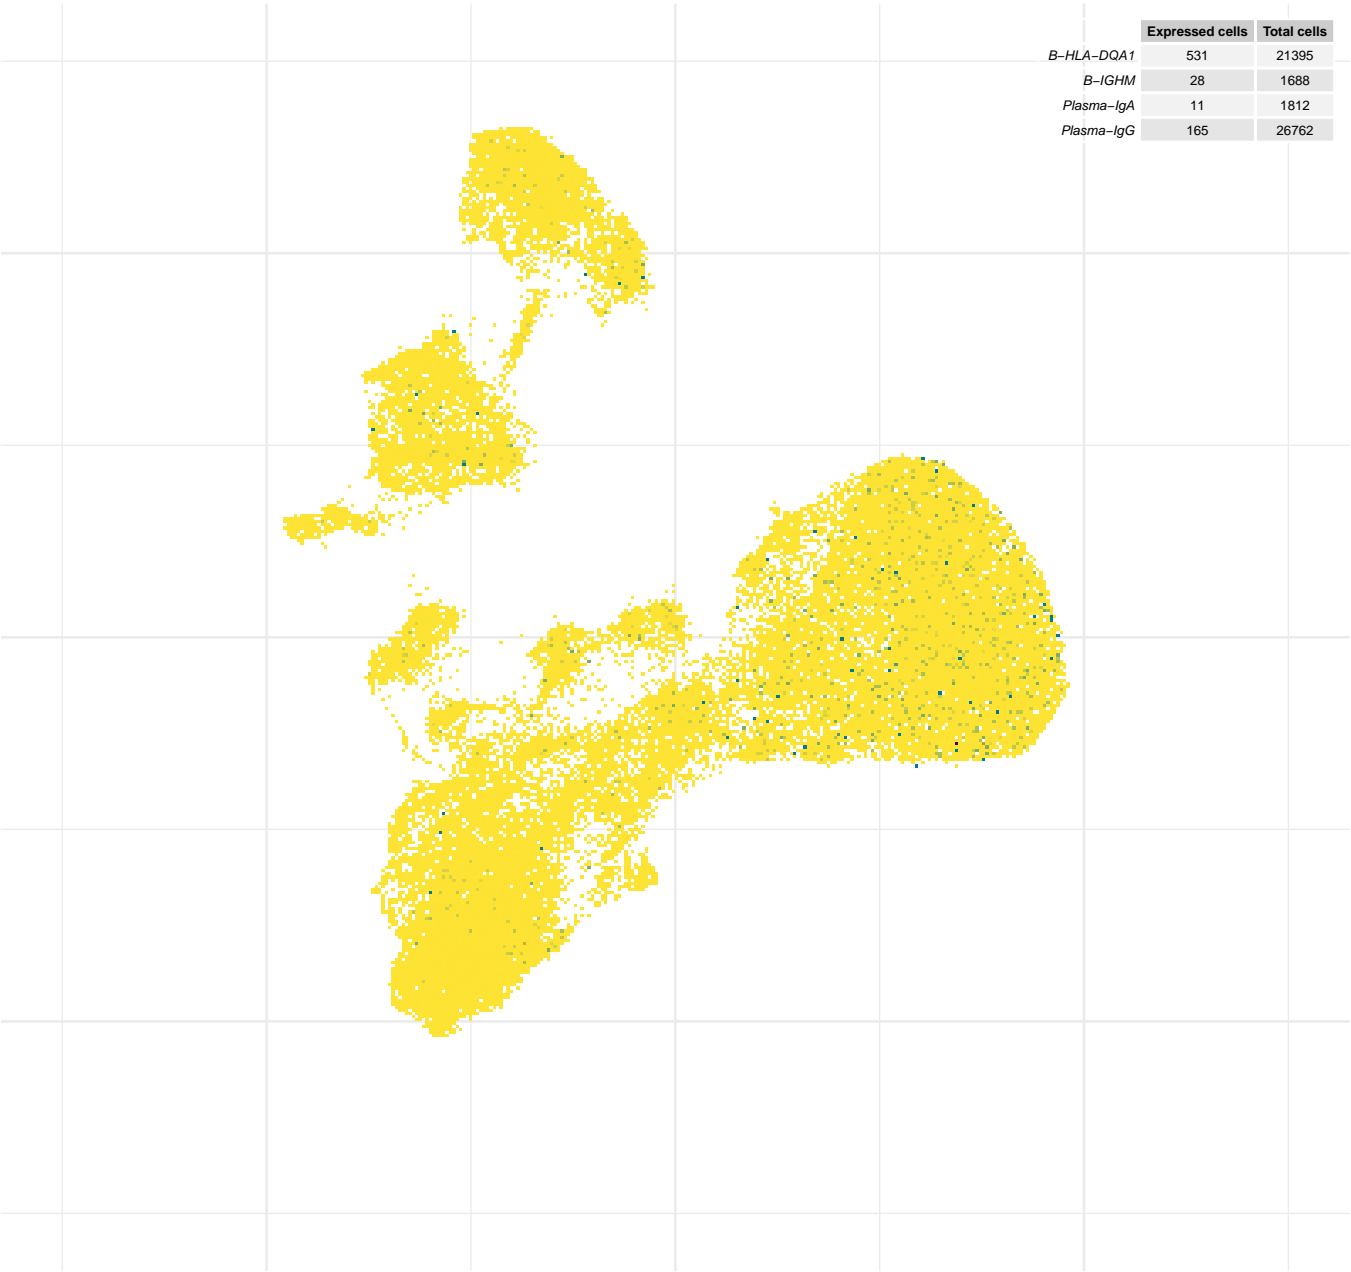 Expressed cells Total cells
B−HLA−DQA1 531 21395
B−IGHM 28 1688
Plasma−IgA 11 1812
Plasma−IgG 165 26762